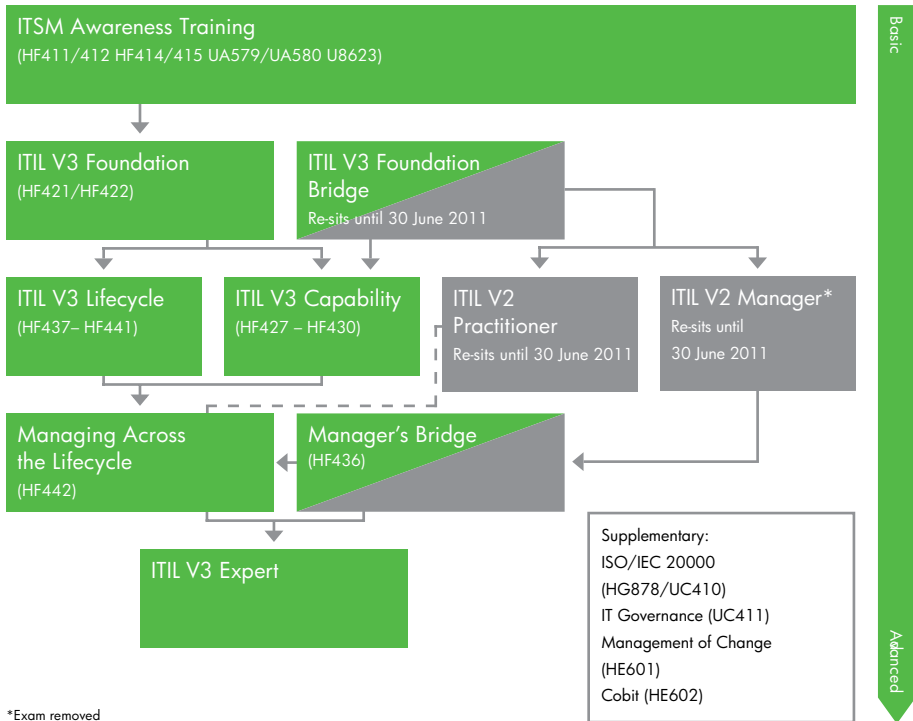 ITSM Awareness Training
(HF411/412 HF414/415 UA579/UA580 U8623)
Basic
ITIL V3 Foundation
(HF421/HF422)
ITIL V3 Foundation
Bridge
Re-sits until 30 June 2011
ITIL V3 Lifecycle
(HF437– HF441)
ITIL V3 Capability
(HF427 – HF430)
ITIL V2
Practitioner
Re-sits until 30 June 2011
ITIL V2 Manager*
Re-sits until
30 June 2011
Managing Across
the Lifecycle
(HF442)
Manager's Bridge
(HF436)
ITIL V3 Expert
Supplementary:
ISO/IEC 20000
(HG878/UC410)
IT Governance (UC411)
Management of Change
(HE601)
Cobit (HE602)
Adanced
*Exam removed